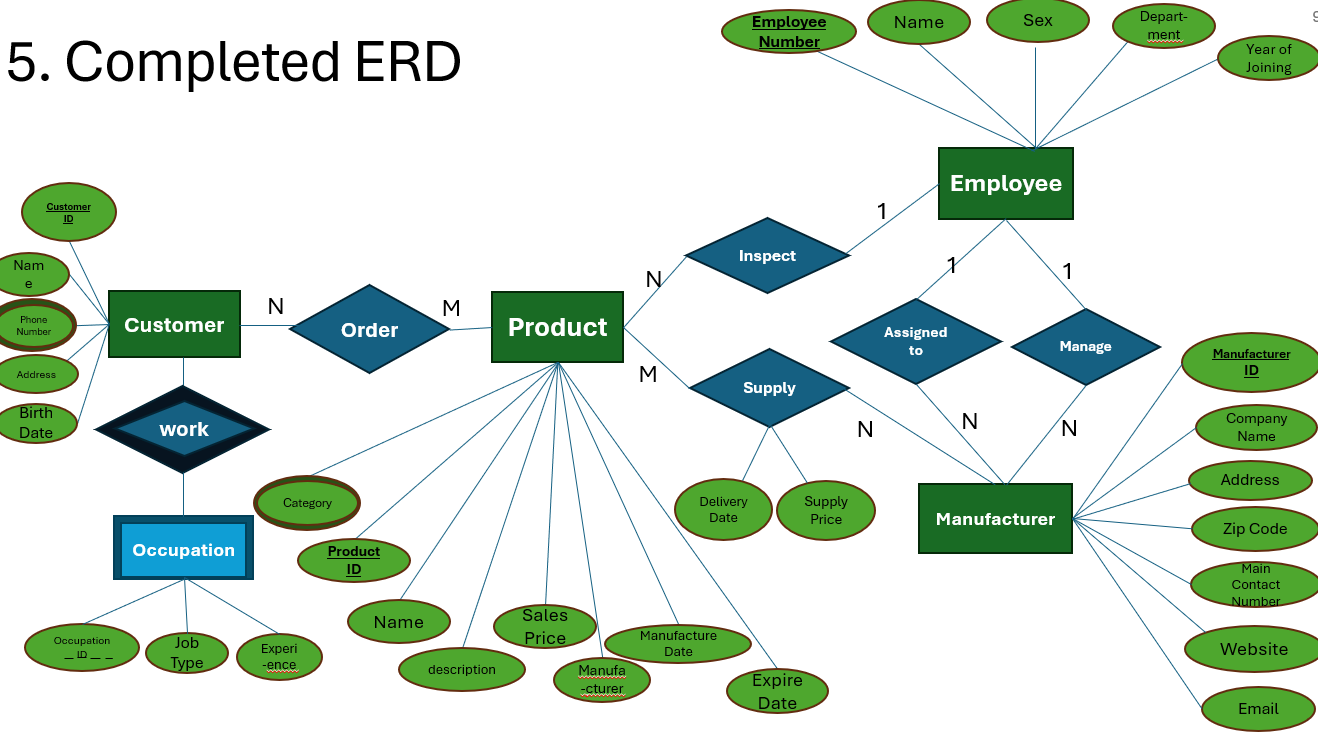 9
5. Completed ERD
Employee
Number
Name
Sex
Depart-
ment
Year of
Joining
Employee
Customer
ID
Nam
e
Phone
Number
Address
Birth
Date
Customer
N
Order
M
Product
N
Inspect
1
1
1
Assigned
to
Manage
M
Supply
N
N
N
Delivery
Date
Supply
Price
Manufacturer
Manufacturer
ID
Company
Name
Address
Zip Code
Main
Contact
Number
Website
Email
work
Occupation
Occupation
_ ID _ _
Job
Type
Experi
-ence
Category
Product
ID
Name
description
Sales
Price
Manufa
-cturer
Manufacture
Date
Expire
Date